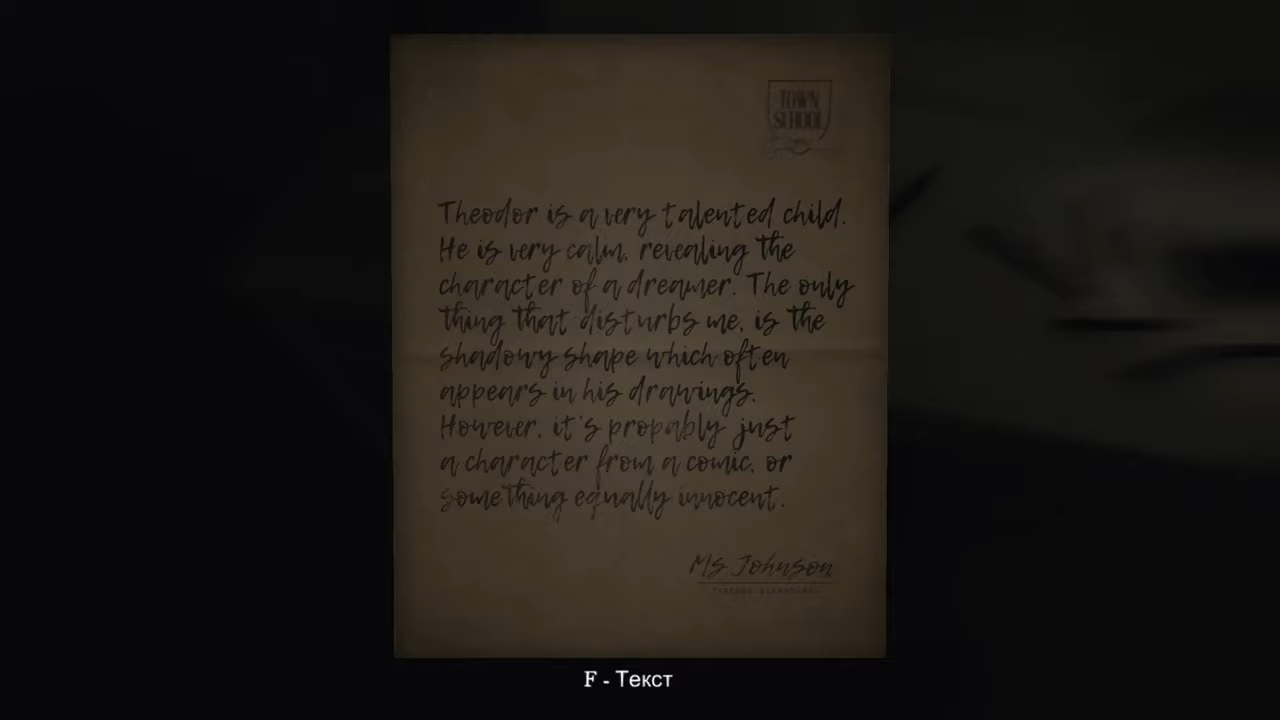 TOWN
SCHOOL
Theodor is a very talented child.
He is very calm, revealing the
character of a dreamer. The only
thing that disturbs me, is the
shadowy shape which often
appears in his drawings.
However, it's propably just
a character from a comic, or
something equally innocent.
Ms Johnson
F - Текст